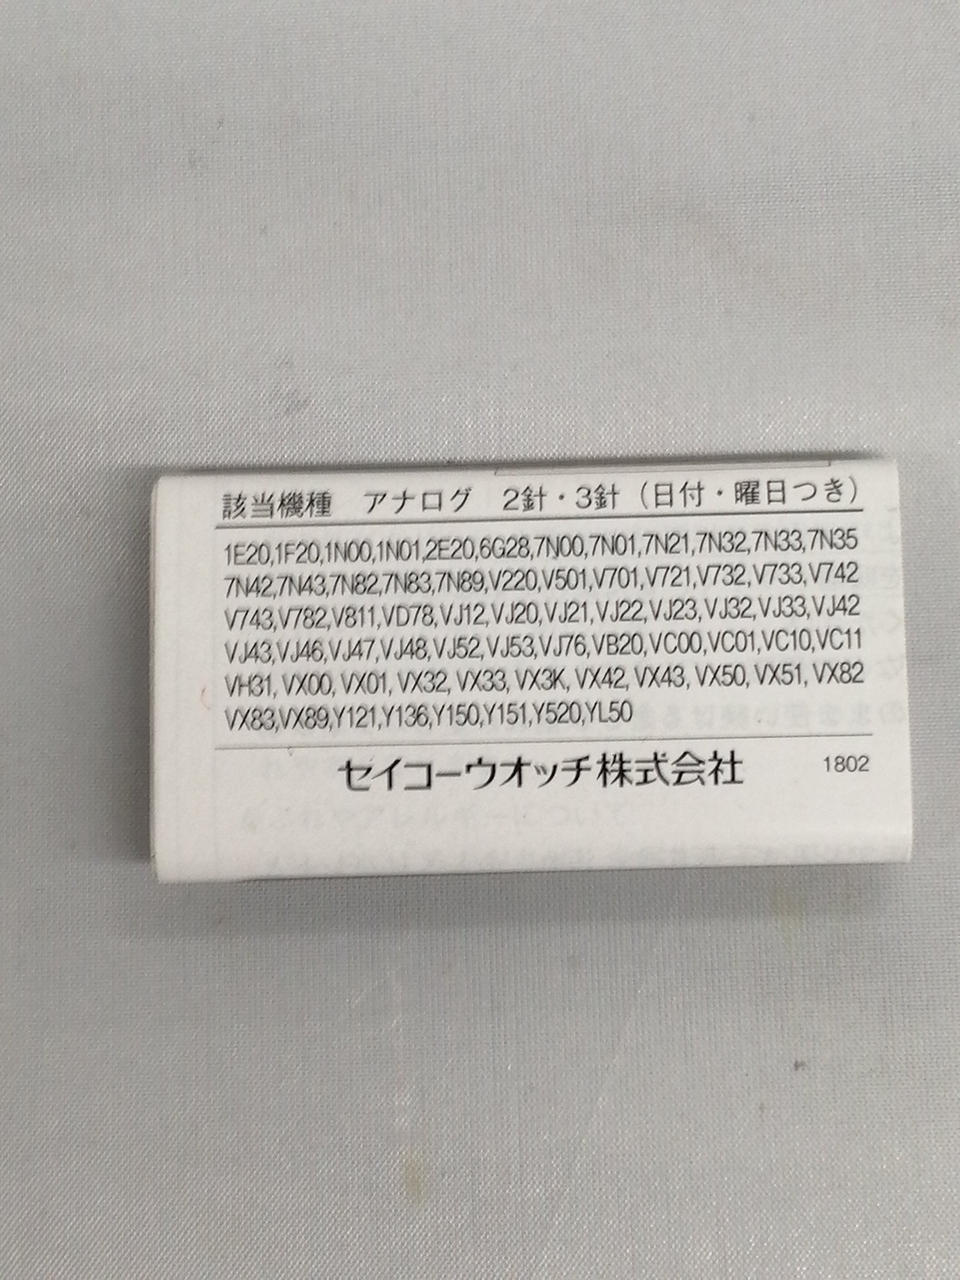 該当機種 アナログ 2針・3針（日付・曜日つき）
1E20,1F20,1N00,1N01,2E20,6G28,7N00,7N01,7N21,7N32,7N33,7N35
7N42,7N43,7N82,7N83,7N89,V220,V501,V701,V721,V732,V733,V742
V743,V782,V811,VD78,VJ12,VJ20,VJ21,VJ22,VJ23,VJ32,VJ33,VJ42
VJ43,VJ46,VJ47,VJ48,VJ52,VJ53,VJ76,VB20,VC00,VC01,VC10,VC11
VH31, VX00, VX01, VX32, VX33, VX3K, VX42, VX43, VX50, VX51, VX82
VX83,VX89,Y121,Y136,Y150,Y151,Y520,YL50
セイコーウオッチ株式会社 1802